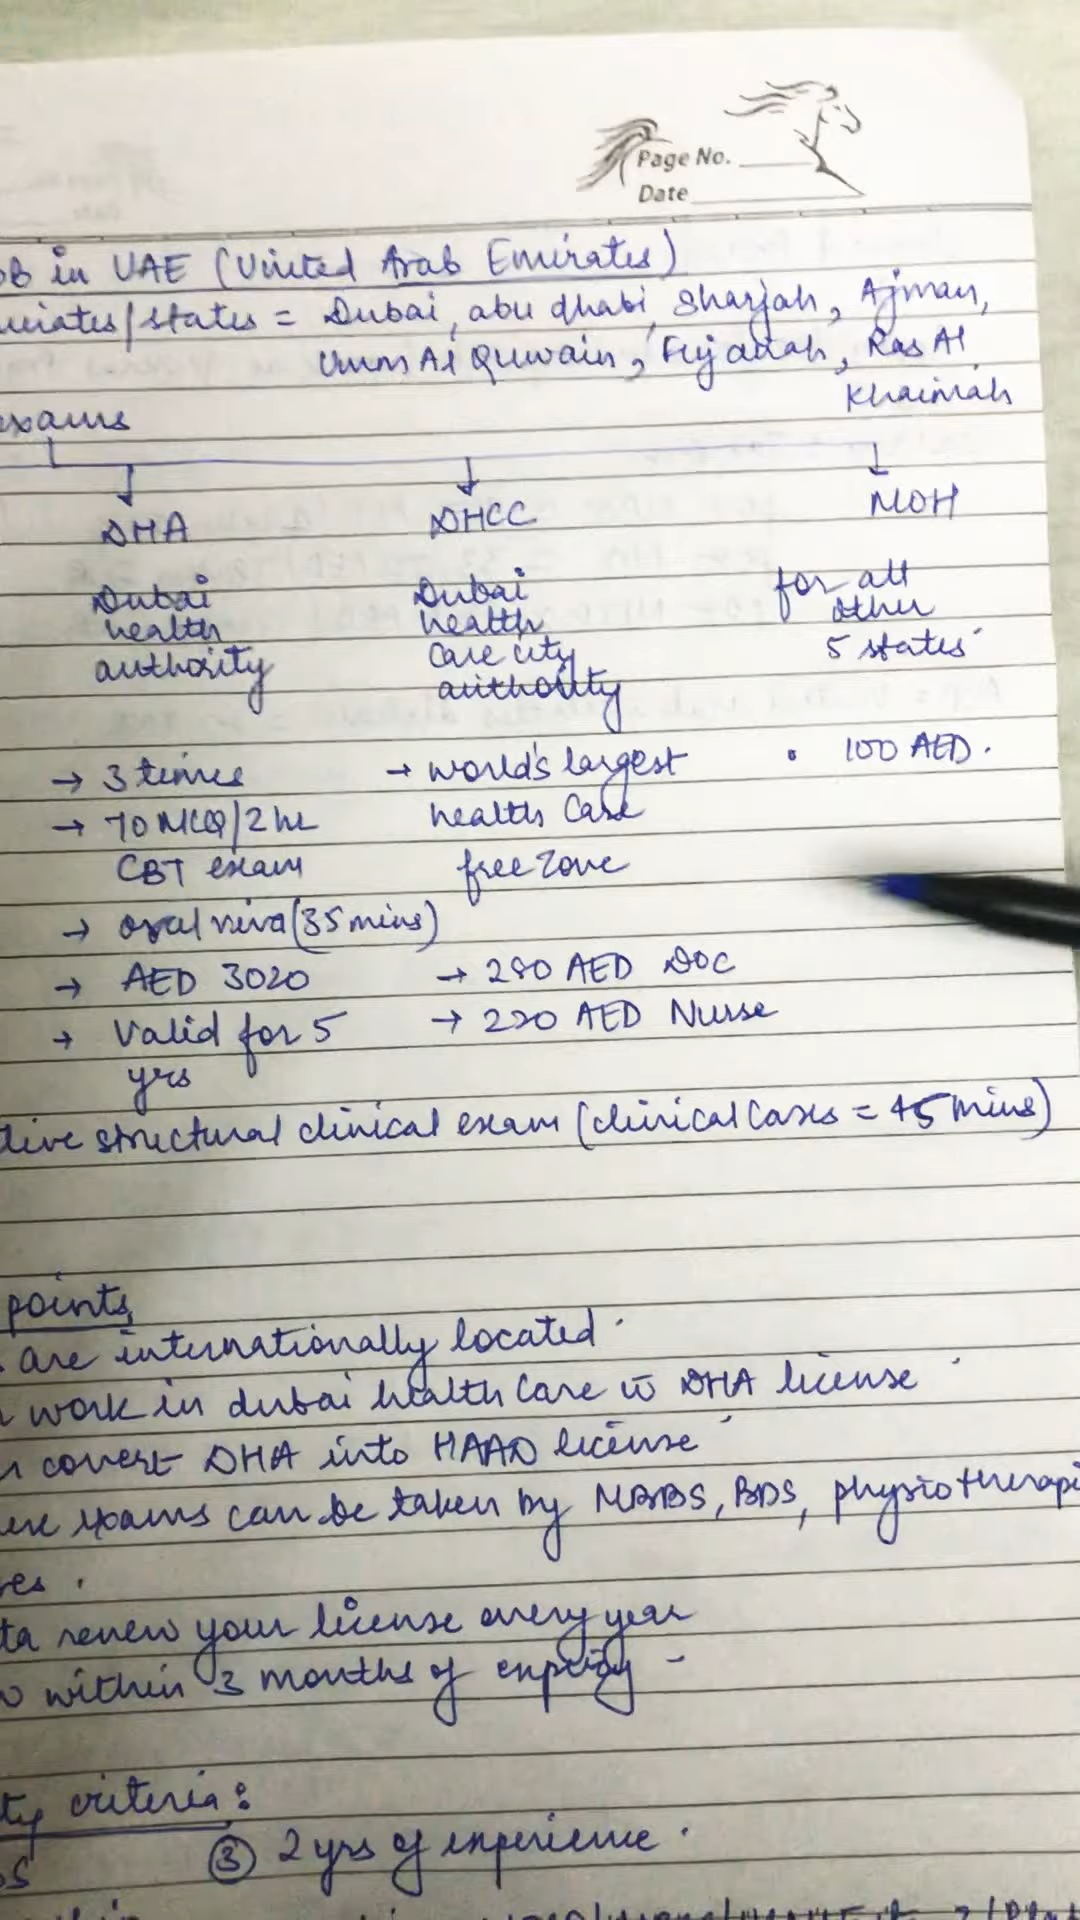 Page No.
Date
OB in UAE (United Arab Emirates)
irates/states = Dubai, abu dhabi, Sharjah, Ajman,
Umm Al Quwain, Fujairah, Ras Al
Khaimah
exams
DHA DHCC MOH
Dubai health authority
Dubai health care city authority
for all other 5 states
→ 3 times
→ 70 MCQ/2 hr
CBT exam
→ oral viva (35 mins)
→ AED 3020
→ Valid for 5
yrs
→ world's largest
health Care
free zone
→ 280 AED DOC
→ 220 AED Nurse
• 100 AED.
tive structural clinical exam (clinical cases = 45 mins)
points
are internationally located.
work in dubai health care w DHA license
n convert DHA into HAAD license
exams can be taken by MBBS, BDS, physiotherapi
es.
ta renew your license every year
within 3 months of expiry -
ty criteria:
③ 2 yrs of experience.